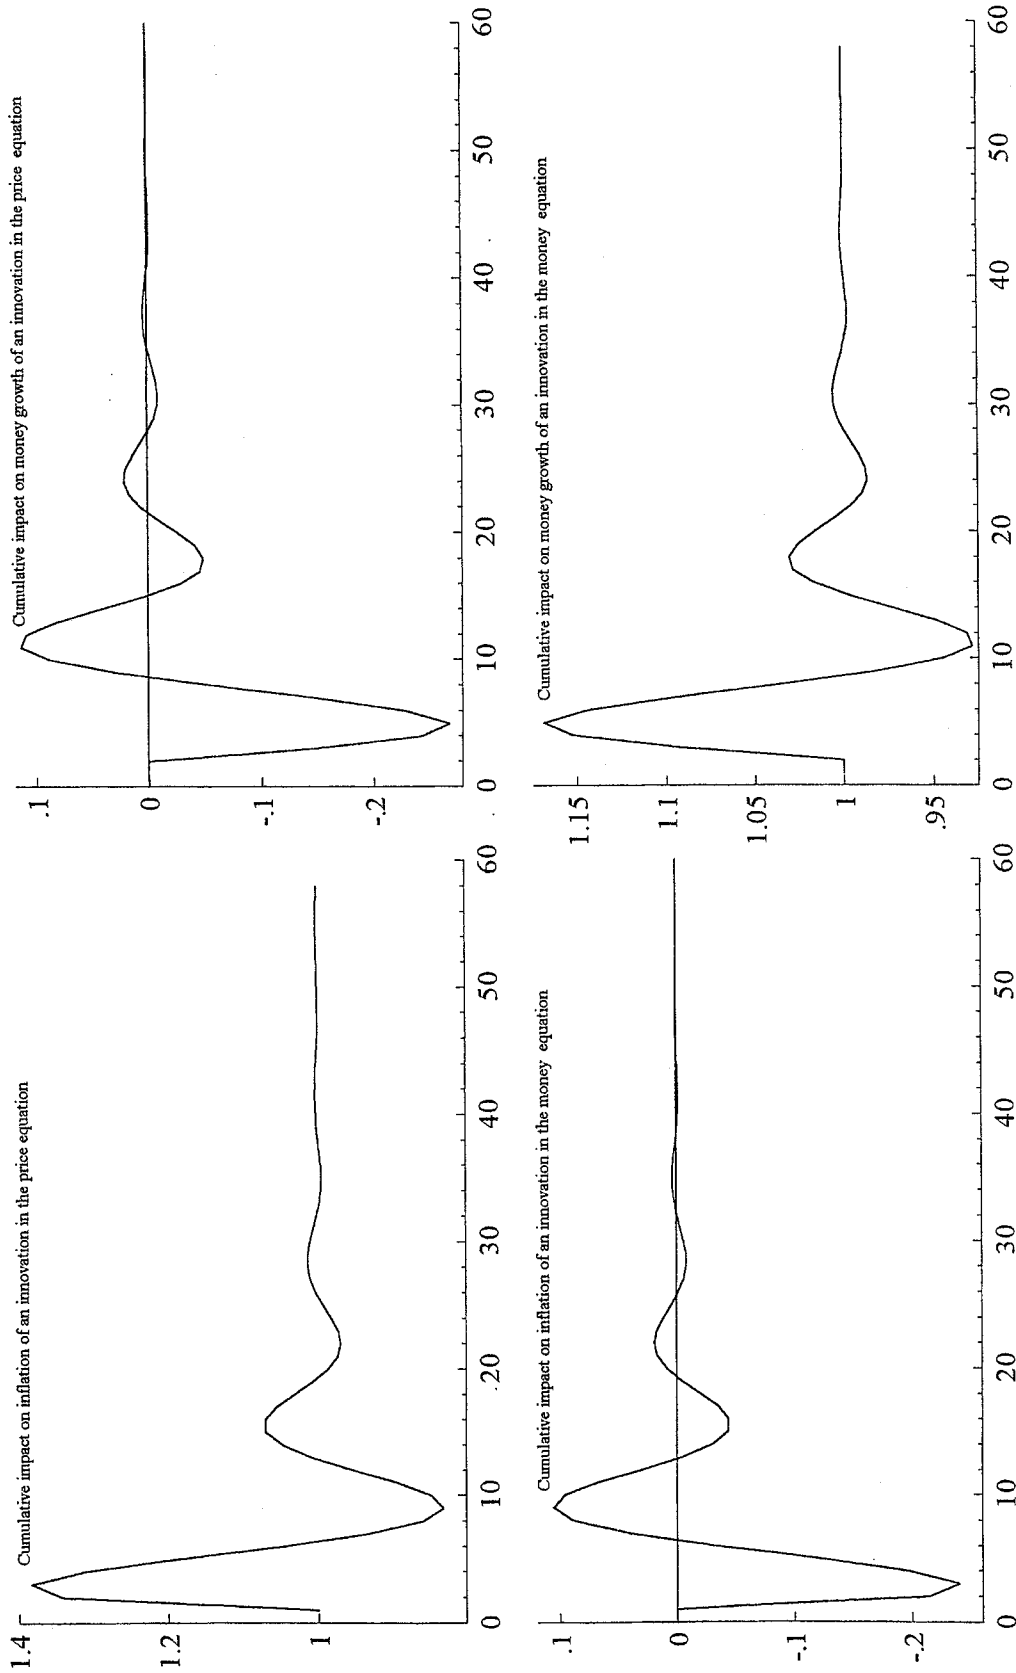 Cumulative impact on inflation of an innovation in the price equation
1.4
1.2
1
0 10 20 30 40 50 60
Cumulative impact on money growth of an innovation in the price equation
.1
0
-.1
-.2
0 10 20 30 40 50 60
Cumulative impact on inflation of an innovation in the money equation
.1
0
-.1
-.2
0 10 20 30 40 50 60
Cumulative impact on money growth of an innovation in the money equation
1.15
1.1
1.05
1
.95
0 10 20 30 40 50 60